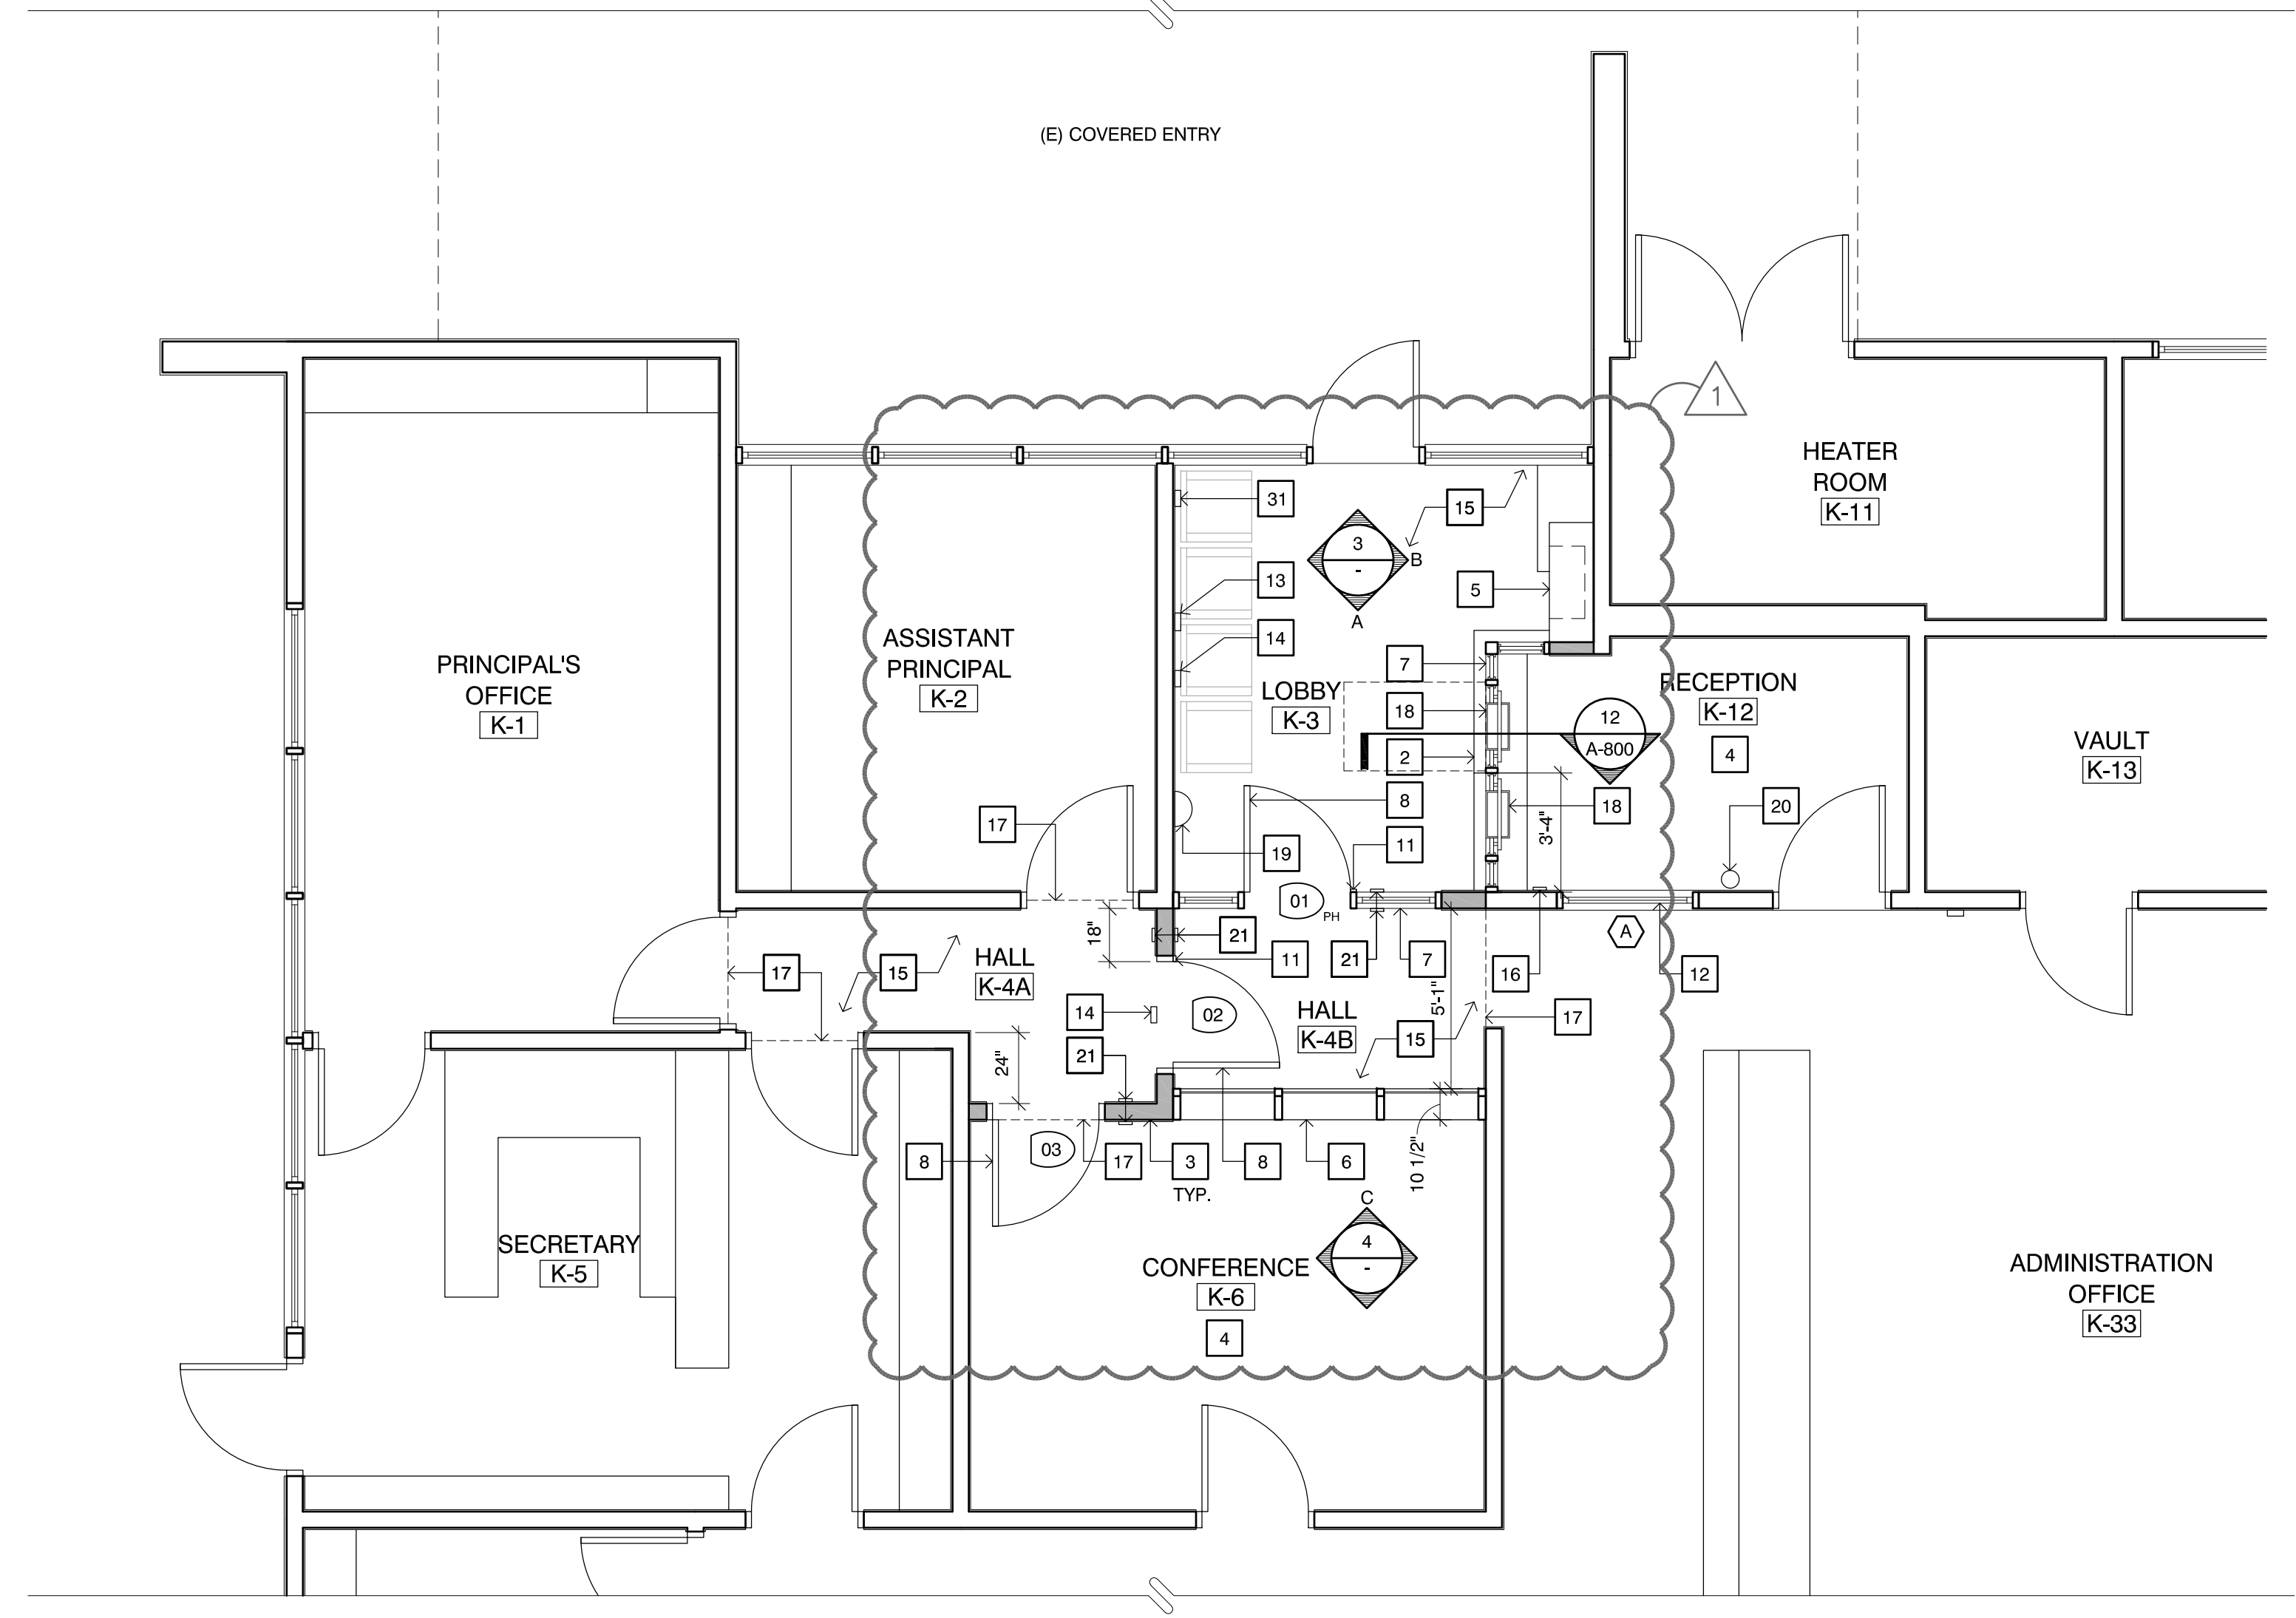 (E) COVERED ENTRY
1
HEATER
ROOM
K-11
31
15
3
-
B
A
13
5
14
ASSISTANT
PRINCIPAL
K-2
PRINCIPAL'S
OFFICE
K-1
7
LOBBY
K-3
18
RECEPTION
K-12
12
A-800
2
4
VAULT
K-13
8
18
20
17
3'-4"
11
19
01
PH
A
18"
21
HALL
K-4A
11
21
7
16
12
17
15
5'-1"
14
02
HALL
K-4B
17
15
21
24"
03
8
17
3
TYP.
8
6
10 1/2"
C
4
-
SECRETARY
K-5
CONFERENCE
K-6
4
ADMINISTRATION
OFFICE
K-33